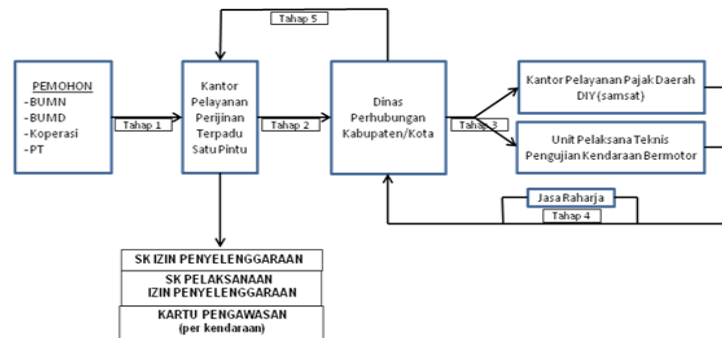 Tahap 5
PEMOHON
-BUMN
-BUMD
-Koperasi
-PT
Tahap 1
Kantor
Pelayanan
Perijinan
Terpadu
Satu Pintu
Tahap 2
Dinas
Perhubungan
Kabupaten/Kota
Tahap 3
Kantor Pelayanan Pajak Daerah
DIY (samsat)
Unit Pelaksana Teknis
Pengujian Kendaraan Bermotor
Jasa Raharja
Tahap 4
SK IZIN PENYELENGGARAAN
SK PELAKSANAAN
IZIN PENYELENGGARAAN
KARTU PENGAWASAN
(per kendaraan)